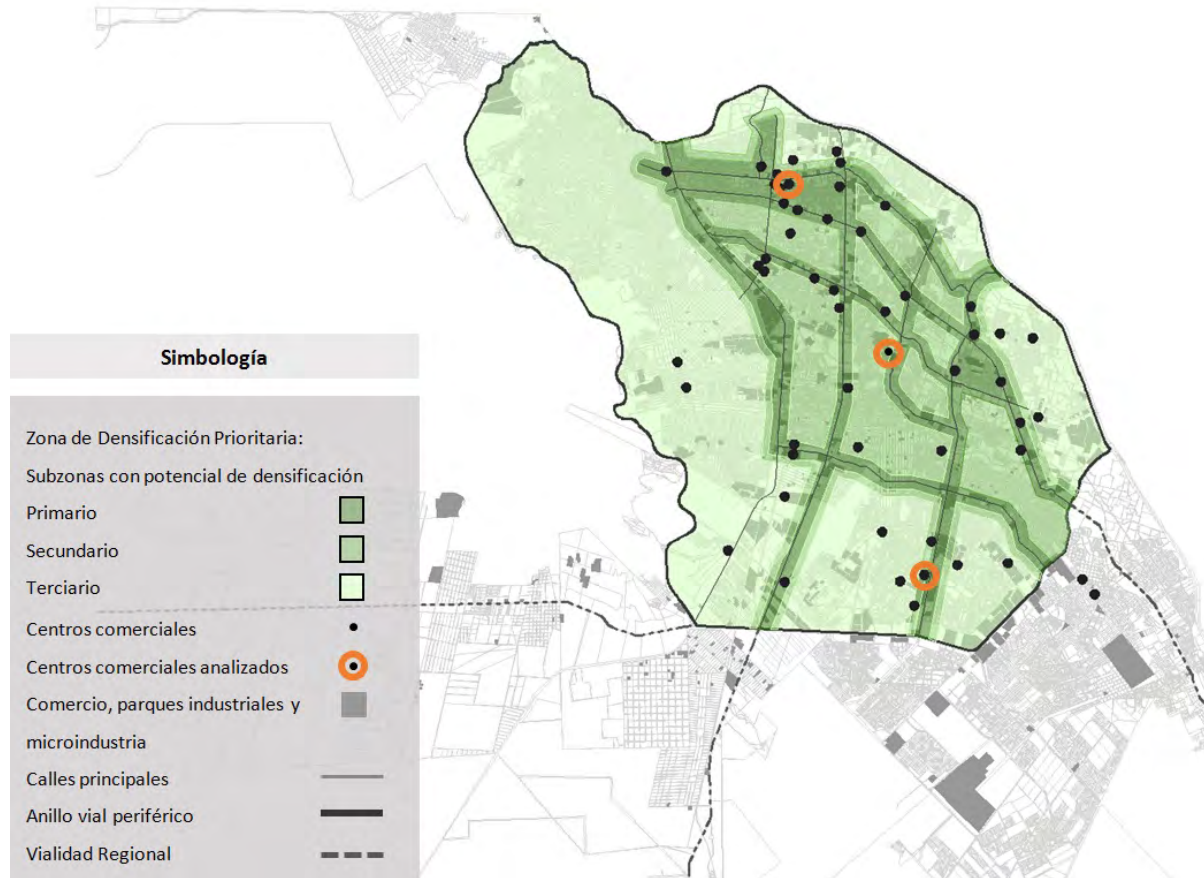 Simbología
Zona de Densificación Prioritaria:
Subzonas con potencial de densificación
Primario
Secundario
Terciario
Centros comerciales
Centros comerciales analizados
Comercio, parques industriales y
microindustria
Calles principales
Anillo vial periférico
Vialidad Regional